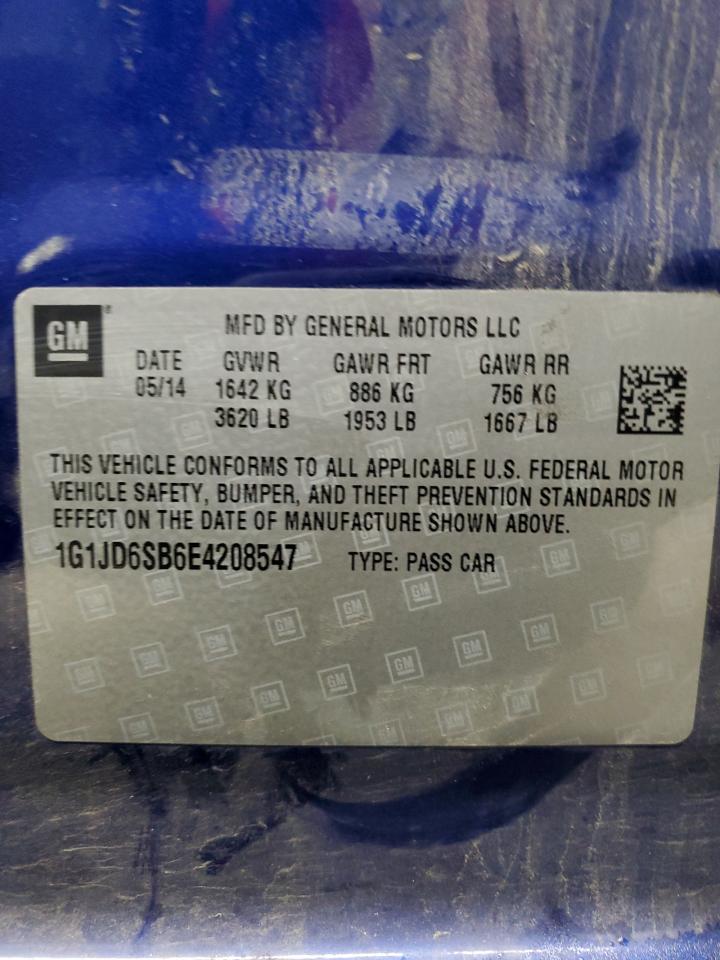 GM®
MFD BY GENERAL MOTORS LLC
DATE GVWR GAWR FRT GAWR RR
05/14 1642 KG 886 KG 756 KG
3620 LB 1953 LB 1667 LB
THIS VEHICLE CONFORMS TO ALL APPLICABLE U.S. FEDERAL MOTOR
VEHICLE SAFETY, BUMPER, AND THEFT PREVENTION STANDARDS IN
EFFECT ON THE DATE OF MANUFACTURE SHOWN ABOVE.
1G1JD6SB6E4208547 TYPE: PASS CAR